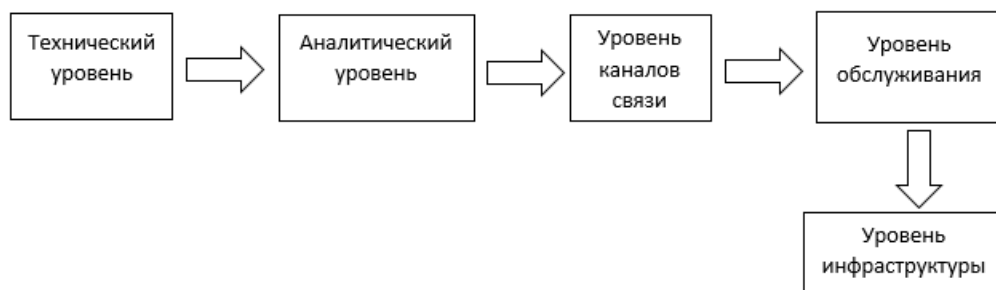 Технический
уровень
Аналитический
уровень
Уровень
каналов
связи
Уровень
обслуживания
Уровень
инфраструктуры